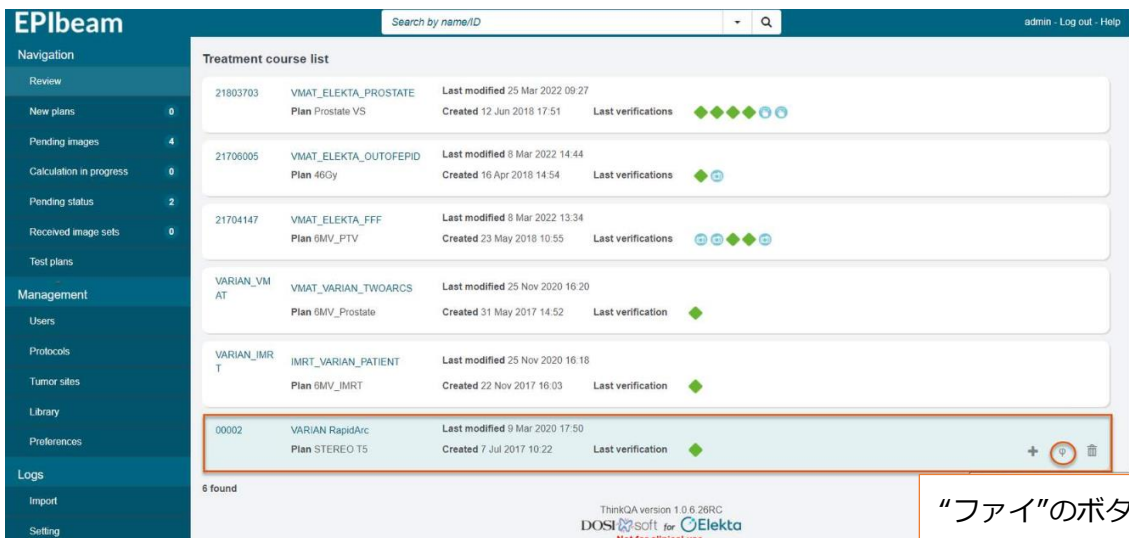 EPIbeam
Search by name/ID
admin - Log out - Help
Navigation
Review
New plans 0
Pending images 4
Calculation in progress 0
Pending status 2
Received image sets 0
Test plans
Management
Users
Protocols
Tumor sites
Library
Preferences
Logs
Import
Setting
Treatment course list
21803703 VMAT_ELEKTA_PROSTATE Last modified 25 Mar 2022 09:27
Plan Prostate VS Created 12 Jun 2018 17:51 Last verifications
21706005 VMAT_ELEKTA_OUTOFEPID Last modified 8 Mar 2022 14:44
Plan 46Gy Created 16 Apr 2018 14:54 Last verifications
21704147 VMAT_ELEKTA_FFF Last modified 8 Mar 2022 13:34
Plan 6MV_PTV Created 23 May 2018 10:55 Last verifications
VARIAN_VM
AT VMAT_VARIAN_TWOARCS Last modified 25 Nov 2020 16:20
Plan 6MV_Prostate Created 31 May 2017 14:52 Last verification
VARIAN_IMR
T IMRT_VARIAN_PATIENT Last modified 25 Nov 2020 16:18
Plan 6MV_IMRT Created 22 Nov 2017 16:03 Last verification
00002 VARIAN RapidArc Last modified 9 Mar 2020 17:50
Plan STEREO T5 Created 7 Jul 2017 10:22 Last verification
+ φ
6 found
ThinkQA version 1.0.6.26RC
DOSIsoft for Elekta
Not for clinical use
“ファイ”のボタ